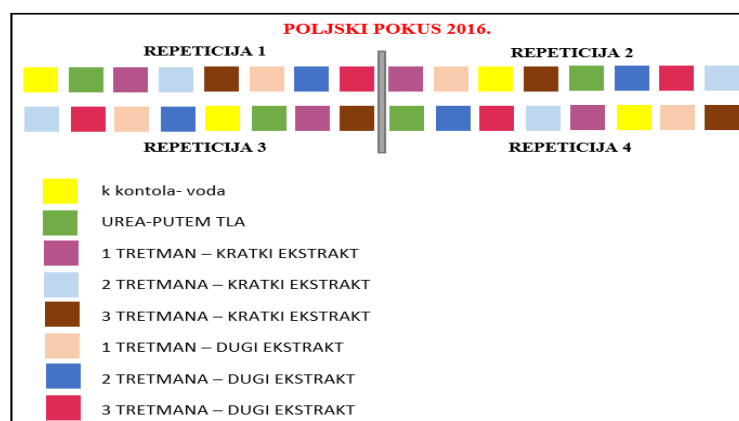 POLJSKI POKUS 2016.
REPETICIJA 1
REPETICIJA 2
REPETICIJA 3
REPETICIJA 4
k kontola- voda
UREA-PUTEM TLA
1 TRETMAN – KRATKI EKSTRAKT
2 TRETMANA – KRATKI EKSTRAKT
3 TRETMANA – KRATKI EKSTRAKT
1 TRETMAN – DUGI EKSTRAKT
2 TRETMANA – DUGI EKSTRAKT
3 TRETMANA – DUGI EKSTRAKT